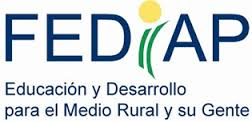 FEDiAP
Educación y Desarrollo
para el Medio Rural y su Gente